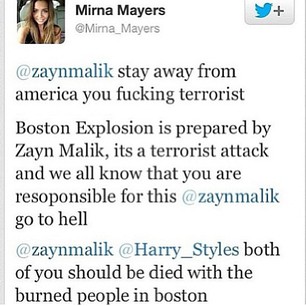 Mirna Mayers
@Mirna_Mayers
+
@zaynmalik stay away from
america you fucking terrorist
Boston Explosion is prepared by
Zayn Malik, its a terrorist attack
and we all know that you are
resoponsible for this @zaynmalik
go to hell
@zaynmalik @Harry_Styles both
of you should be died with the
burned people in boston